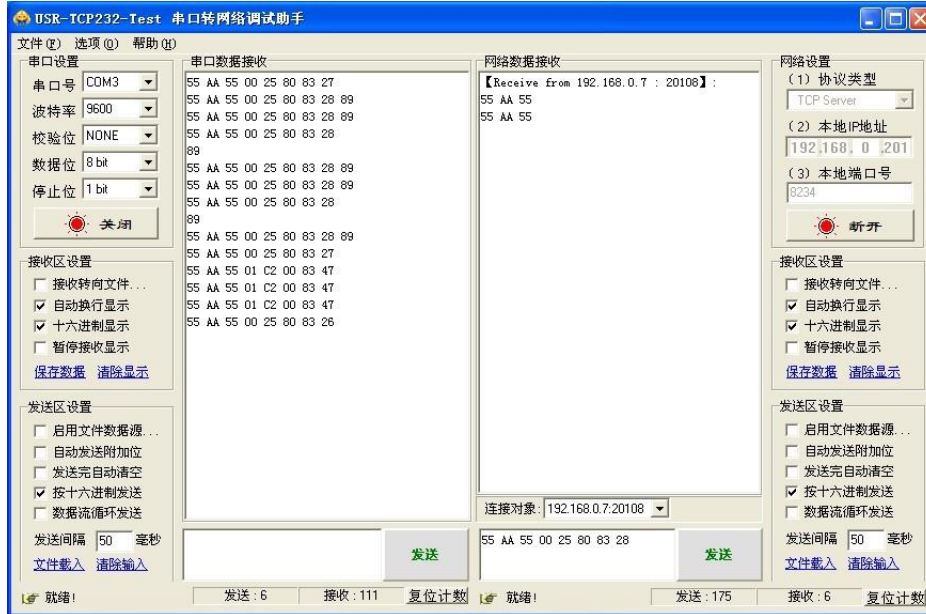 USR-TCP232-Test 串口转网络调试助手
文件(F) 选项(O) 帮助(H)
串口设置
串口号 COM3
波特率 9600
校验位 NONE
数据位 8 bit
停止位 1 bit
关闭
接收区设置
接收转向文件...
自动换行显示
十六进制显示
暂停接收显示
保存数据 清除显示
发送区设置
启用文件数据源...
自动发送附加位
发送完自动清空
按十六进制发送
数据流循环发送
发送间隔 50 毫秒
文件载入 清除输入
串口数据接收
55 AA 55 00 25 80 83 27
55 AA 55 00 25 80 83 28 89
55 AA 55 00 25 80 83 28 89
55 AA 55 00 25 80 83 28
89
55 AA 55 00 25 80 83 28 89
55 AA 55 00 25 80 83 28 89
55 AA 55 00 25 80 83 28
89
55 AA 55 00 25 80 83 28 89
55 AA 55 00 25 80 83 27
55 AA 55 01 C2 00 83 47
55 AA 55 01 C2 00 83 47
55 AA 55 01 C2 00 83 47
55 AA 55 00 25 80 83 26
发送
网络数据接收
【Receive from 192.168.0.7 : 20108】:
55 AA 55
55 AA 55
连接对象: 192.168.0.7:20108
55 AA 55 00 25 80 83 28
发送
网络设置
(1) 协议类型
TCP Server
(2) 本地IP地址
192.168. 0 .201
(3) 本地端口号
8234
断开
接收区设置
接收转向文件...
自动换行显示
十六进制显示
暂停接收显示
保存数据 清除显示
发送区设置
启用文件数据源...
自动发送附加位
发送完自动清空
按十六进制发送
数据流循环发送
发送间隔 50 毫秒
文件载入 清除输入
就绪! 发送:6 接收:111 复位计数
就绪! 发送:175 接收:6 复位计数